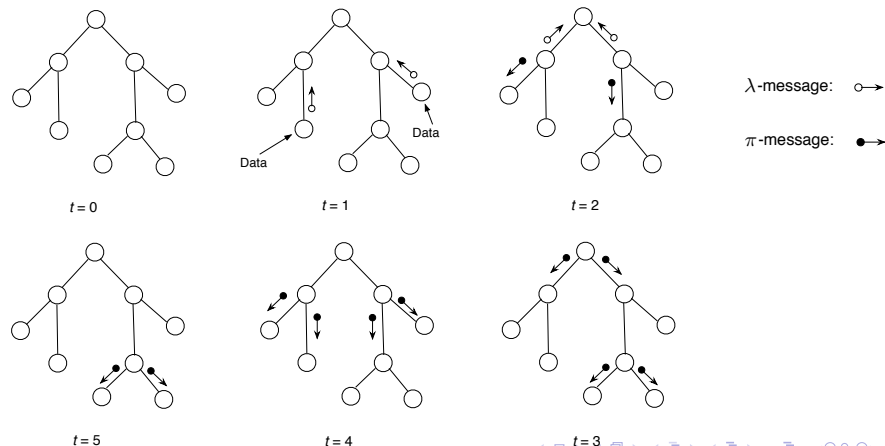 λ-message:
π-message:
Data
Data
t = 0
t = 1
t = 2
t = 5
t = 4
t = 3